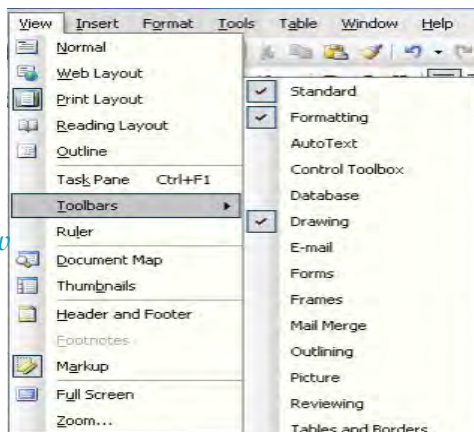 View Insert Format Tools Table Window Help
Normal
Web Layout
Print Layout
Reading Layout
Outline
Task Pane Ctrl+F1
Toolbars
Ruler
Document Map
Thumbnails
Header and Footer
Footnotes
Markup
Full Screen
Zoom...
Standard
Formatting
AutoText
Control Toolbox
Database
Drawing
E-mail
Forms
Frames
Mail Merge
Outlining
Picture
Reviewing
Tables and Borders